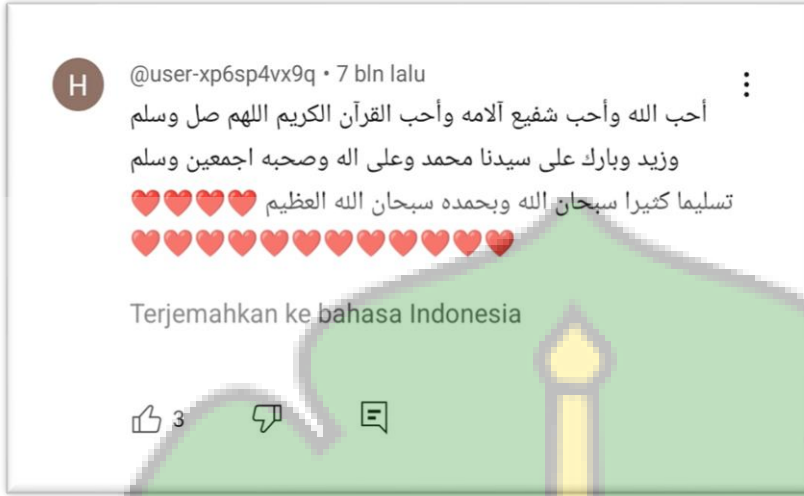 H
@user-xp6sp4vx9q • 7 bln lalu
أحب الله وأحب شفيع آلامه وأحب القرآن الكريم اللهم صل وسلم
وزيد وبارك على سيدنا محمد وعلى اله وصحبه اجمعين وسلم
تسليما كثيرا سبحان الله وبحمده سبحان الله العظيم ❤️❤️❤️❤️
❤️❤️❤️❤️❤️❤️❤️❤️❤️❤️❤️❤️
Terjemahkan ke bahasa Indonesia
3